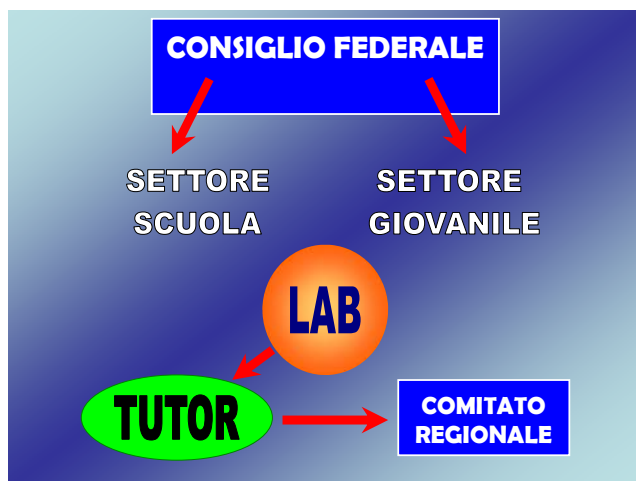 CONSIGLIO FEDERALE
SETTORE
SCUOLA
SETTORE
GIOVANILE
LAB
TUTOR
COMITATO
REGIONALE